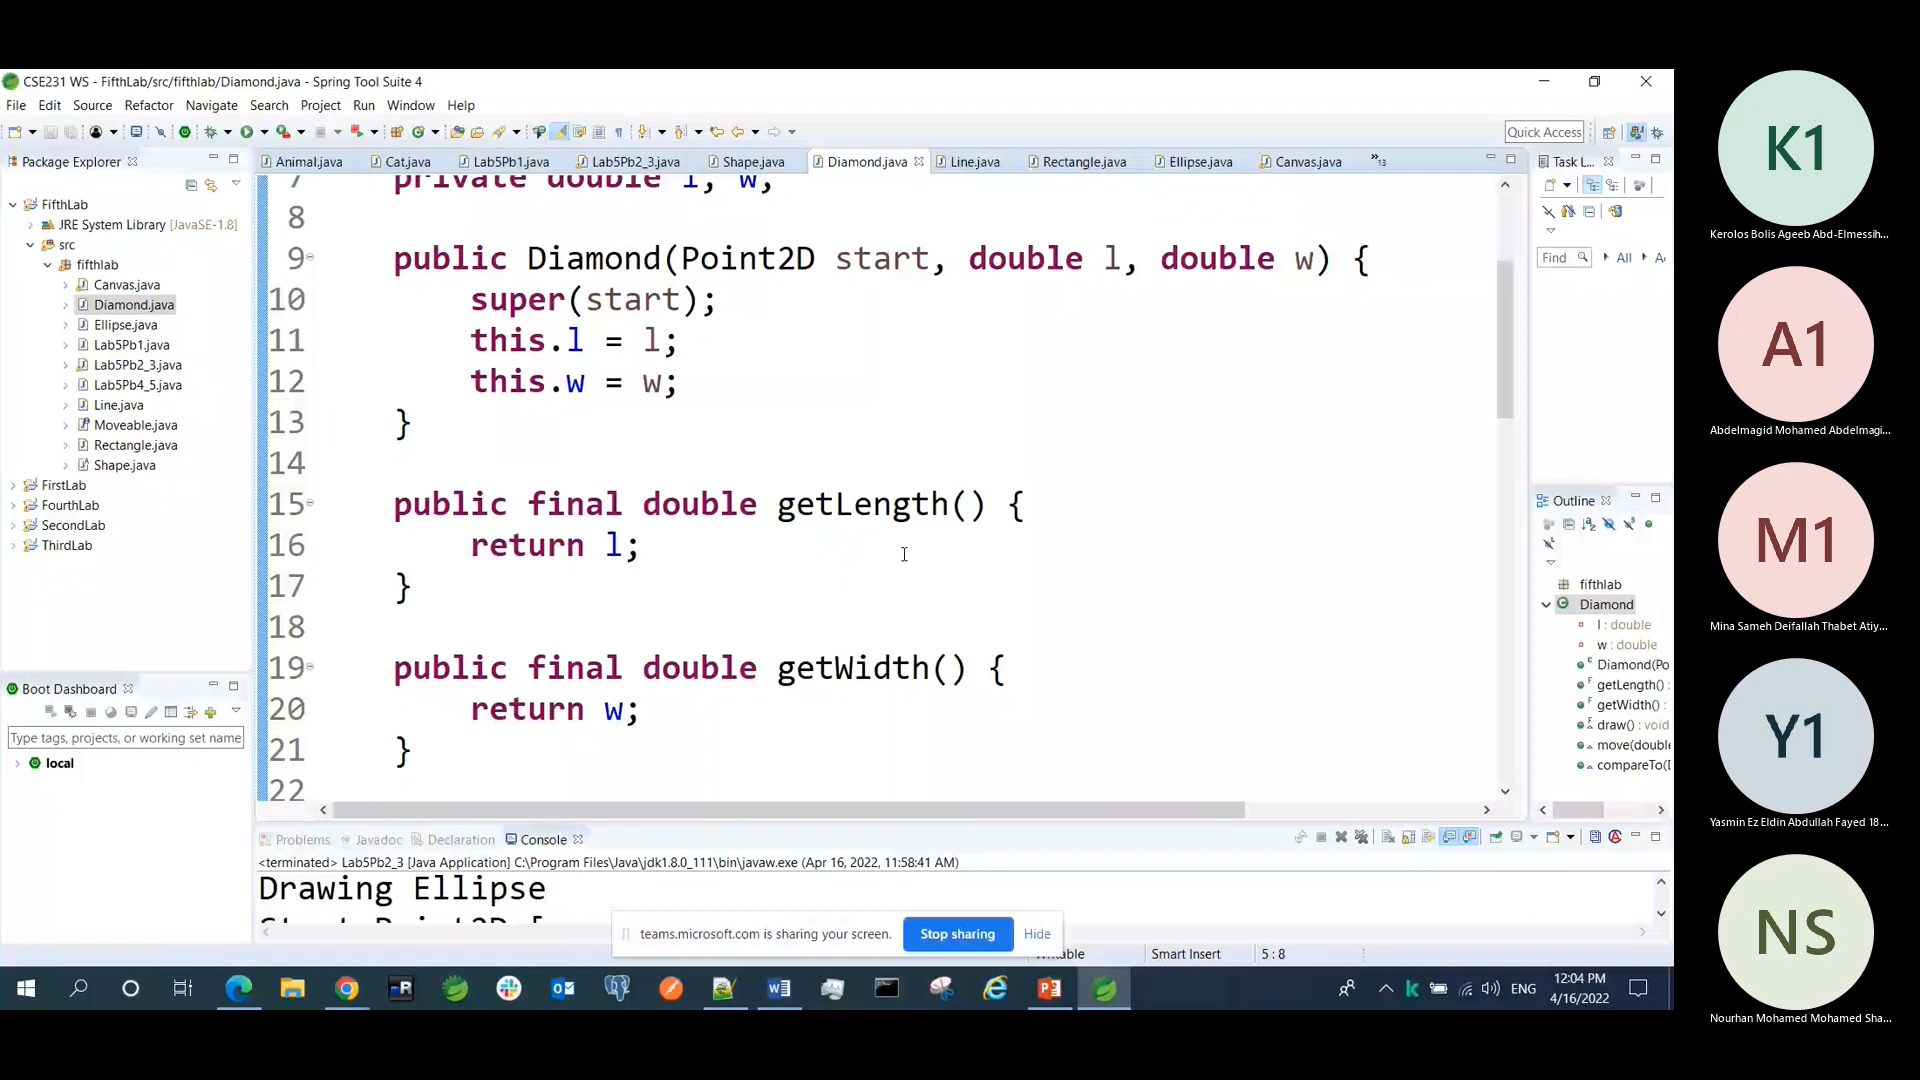 CSE231 WS - FifthLab/src/fifthlab/Diamond.java - Spring Tool Suite 4
File Edit Source Refactor Navigate Search Project Run Window Help
Quick Access
Package Explorer
FifthLab
JRE System Library [JavaSE-1.8]
src
fifthlab
Canvas.java
Diamond.java
Ellipse.java
Lab5Pb1.java
Lab5Pb2_3.java
Lab5Pb4_5.java
Line.java
Moveable.java
Rectangle.java
Shape.java
FirstLab
FourthLab
SecondLab
ThirdLab
Boot Dashboard
Type tags, projects, or working set name
local
Animal.java Cat.java Lab5Pb1.java Lab5Pb2_3.java Shape.java Diamond.java Line.java Rectangle.java Ellipse.java Canvas.java »13
7 private double l, w;
8
9 public Diamond(Point2D start, double l, double w) {
10 super(start);
11 this.l = l;
12 this.w = w;
13 }
14
15 public final double getLength() {
16 return l;
17 }
18
19 public final double getWidth() {
20 return w;
21 }
22
Task L...
Find All
Outline
fifthlab
Diamond
l : double
w : double
Diamond(Po
getLength() :
getWidth() :
draw() : void
move(double
compareTo(
Problems Javadoc Declaration Console
<terminated> Lab5Pb2_3 [Java Application] C:\Program Files\Java\jdk1.8.0_111\bin\javaw.exe (Apr 16, 2022, 11:58:41 AM)
Drawing Ellipse
teams.microsoft.com is sharing your screen. Stop sharing Hide
Smart Insert 5 : 8
ENG
12:04 PM
4/16/2022
K1
Kerolos Bolis Ageeb Abd-Elmessih...
A1
Abdelmagid Mohamed Abdelmagi...
M1
Mina Sameh Deifallah Thabet Atiy...
Y1
Yasmin Ez Eldin Abdullah Fayed 18...
NS
Nourhan Mohamed Mohamed Sha...